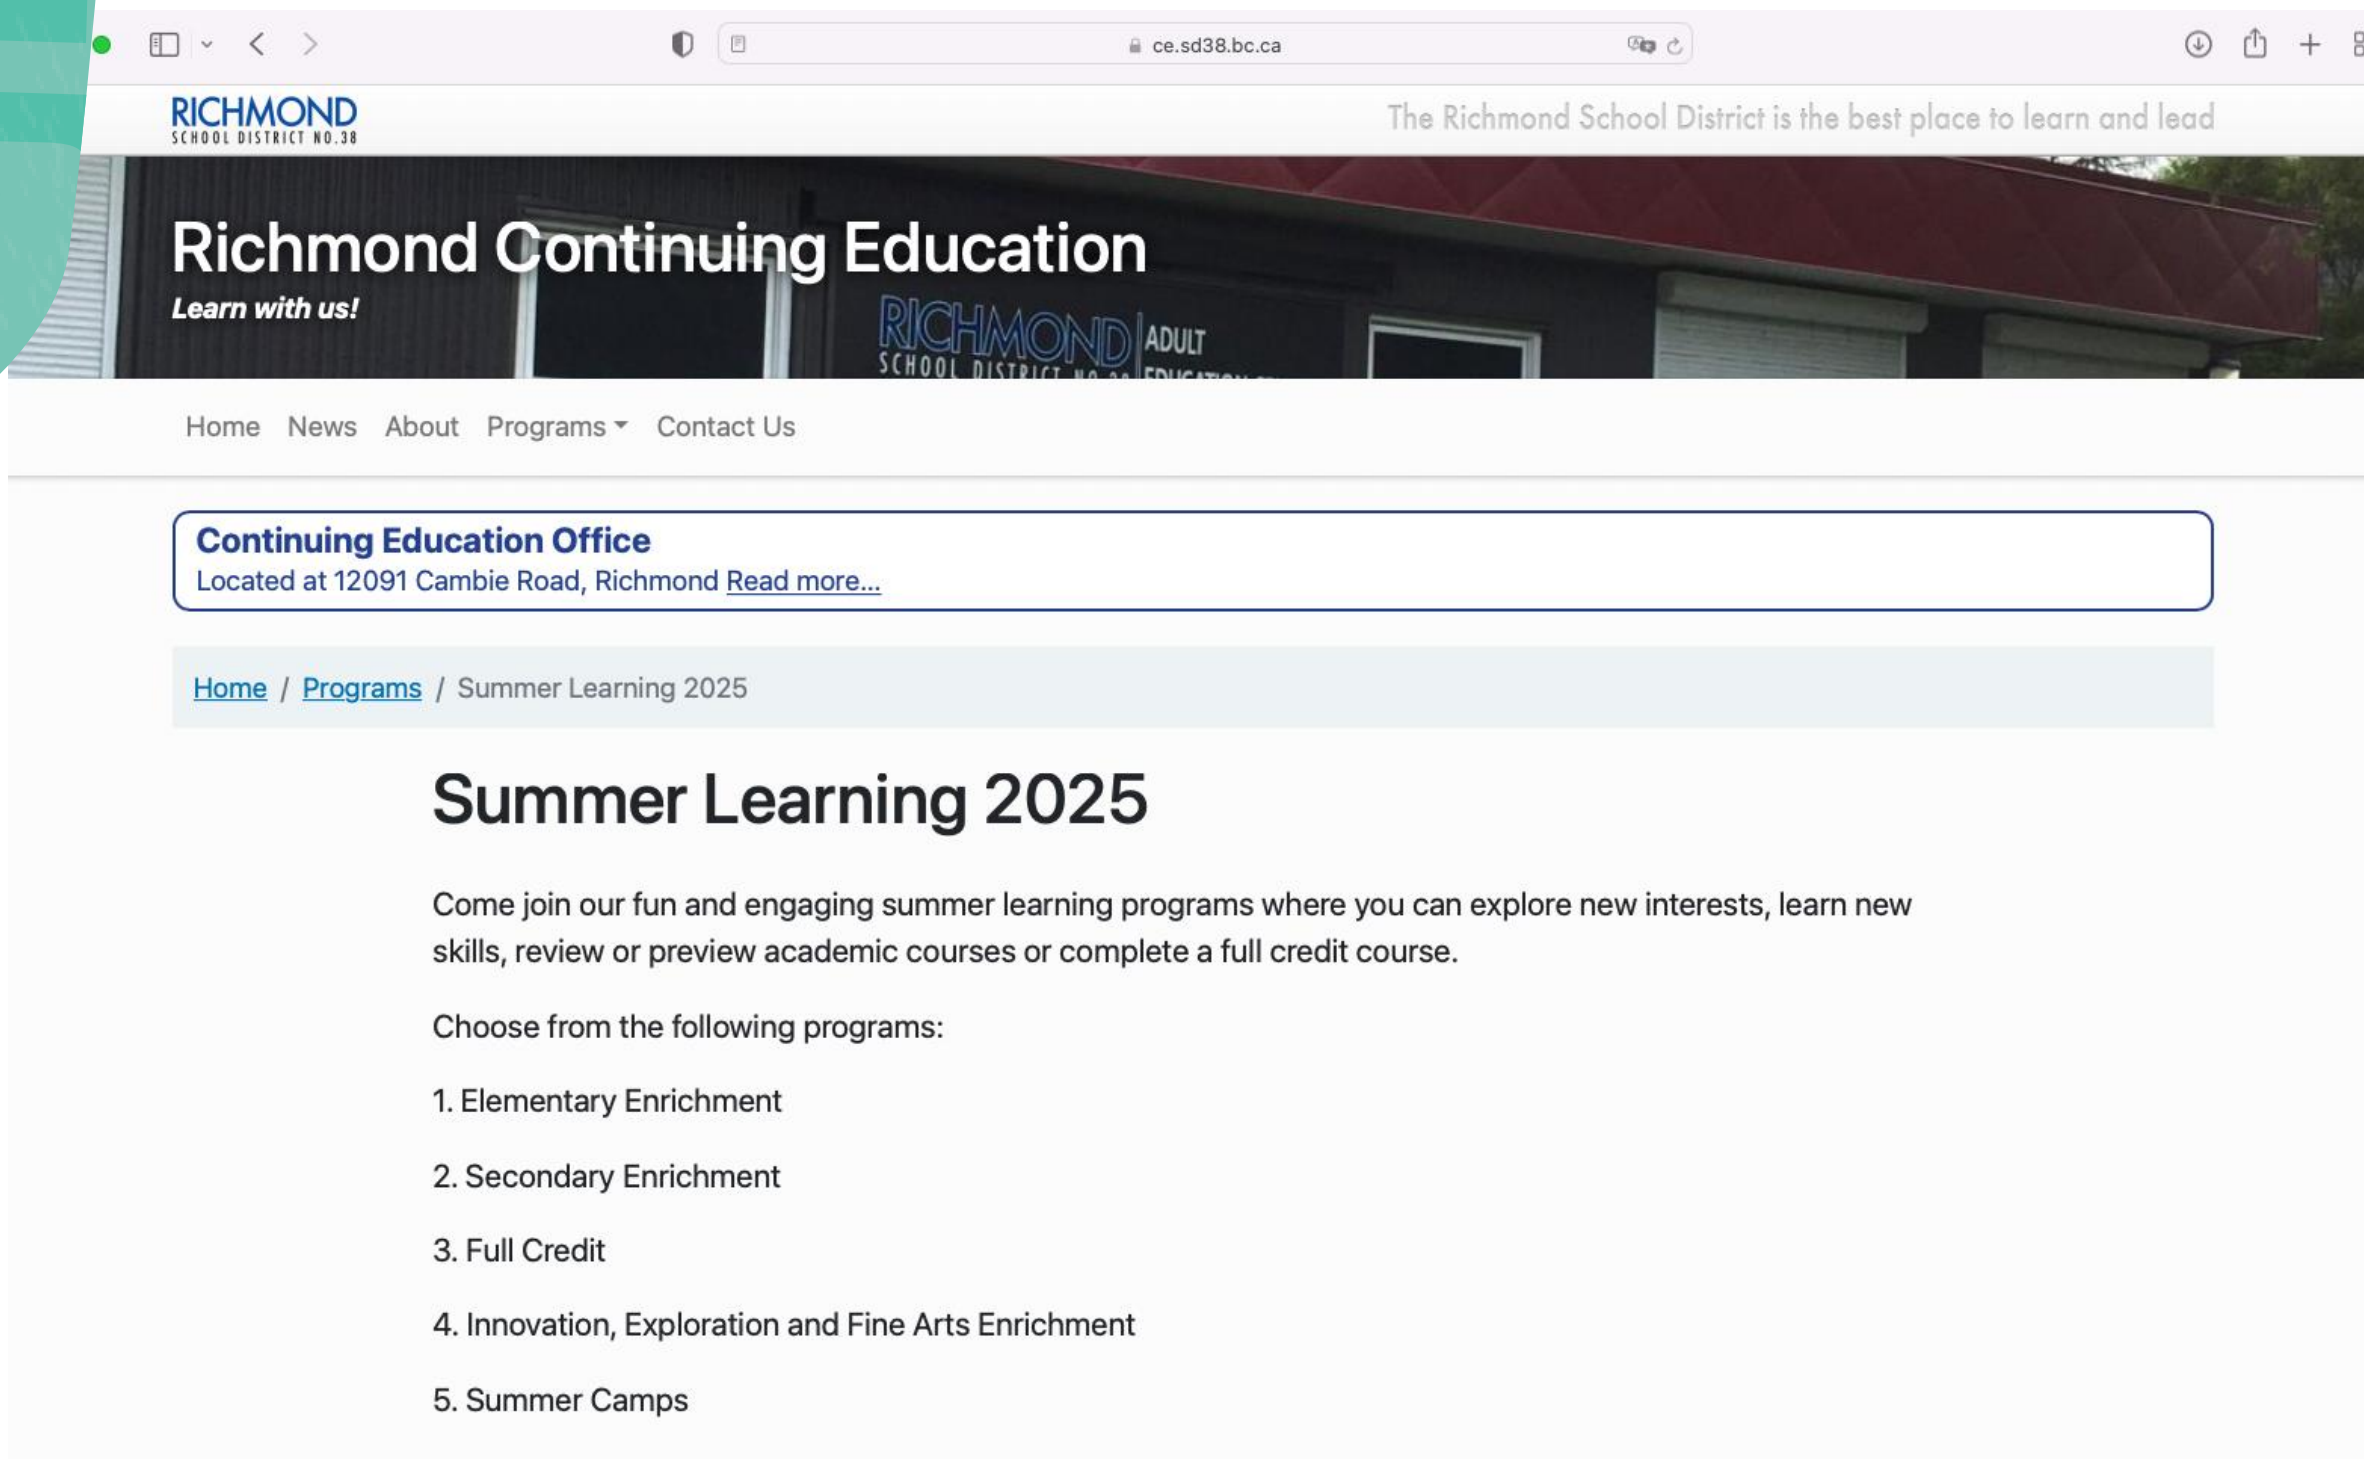 ce.sd38.bc.ca
RICHMOND
SCHOOL DISTRICT NO.38
The Richmond School District is the best place to learn and lead
Richmond Continuing Education
Learn with us!
RICHMOND ADULT
SCHOOL DISTRICT
Home News About Programs Contact Us
Continuing Education Office
Located at 12091 Cambie Road, Richmond Read more...
Home / Programs / Summer Learning 2025
Summer Learning 2025
Come join our fun and engaging summer learning programs where you can explore new interests, learn new
skills, review or preview academic courses or complete a full credit course.
Choose from the following programs:
1. Elementary Enrichment
2. Secondary Enrichment
3. Full Credit
4. Innovation, Exploration and Fine Arts Enrichment
5. Summer Camps